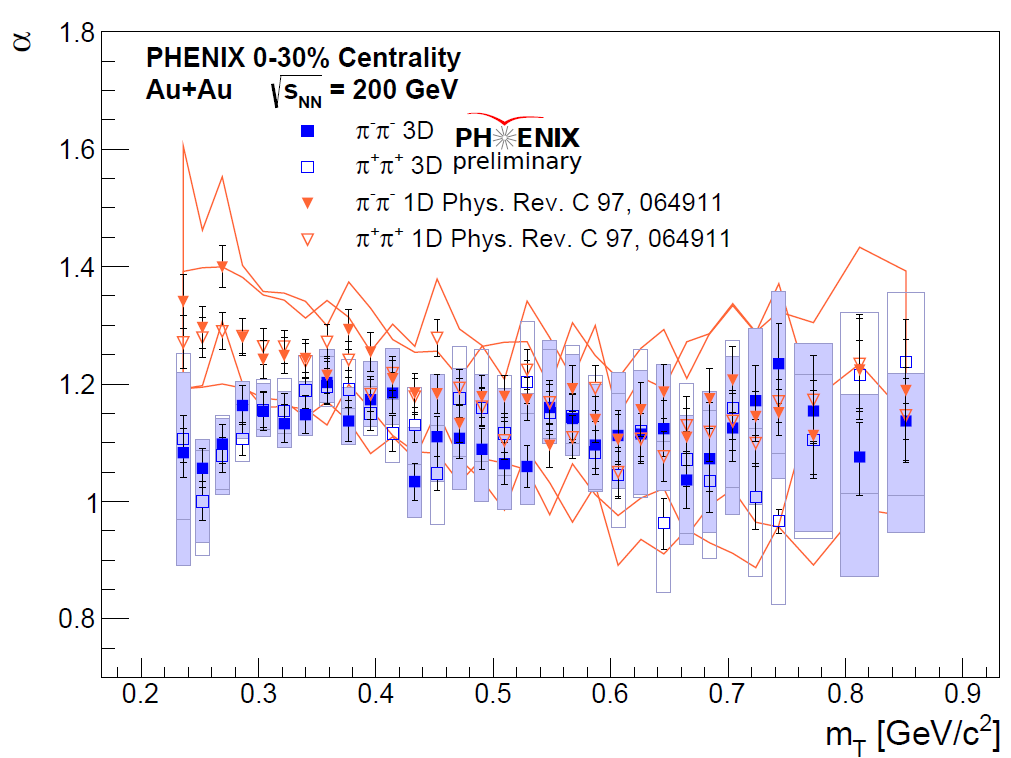 α
1.8
1.6
1.4
1.2
1
0.8
PHENIX 0-30% Centrality
Au+Au √sNN = 200 GeV
π-π- 3D
π+π+ 3D
π-π- 1D Phys. Rev. C 97, 064911
π+π+ 1D Phys. Rev. C 97, 064911
PHENIX
preliminary
0.2 0.3 0.4 0.5 0.6 0.7 0.8 0.9
mT [GeV/c2]